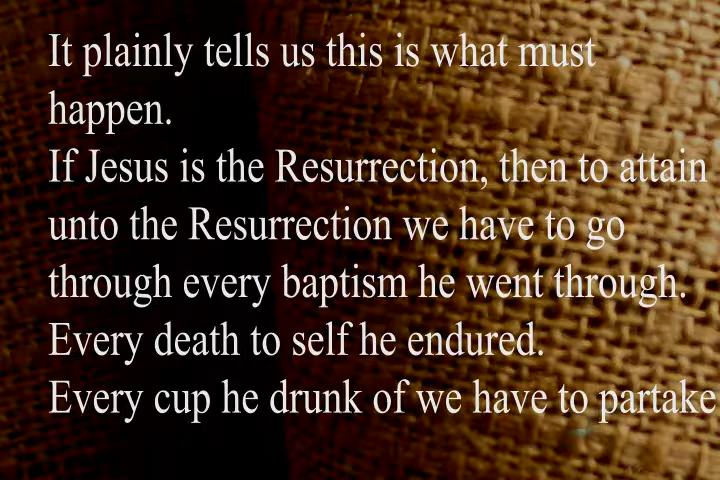 It plainly tells us this is what must
happen.
If Jesus is the Resurrection, then to attain
unto the Resurrection we have to go
through every baptism he went through.
Every death to self he endured.
Every cup he drunk of we have to partake